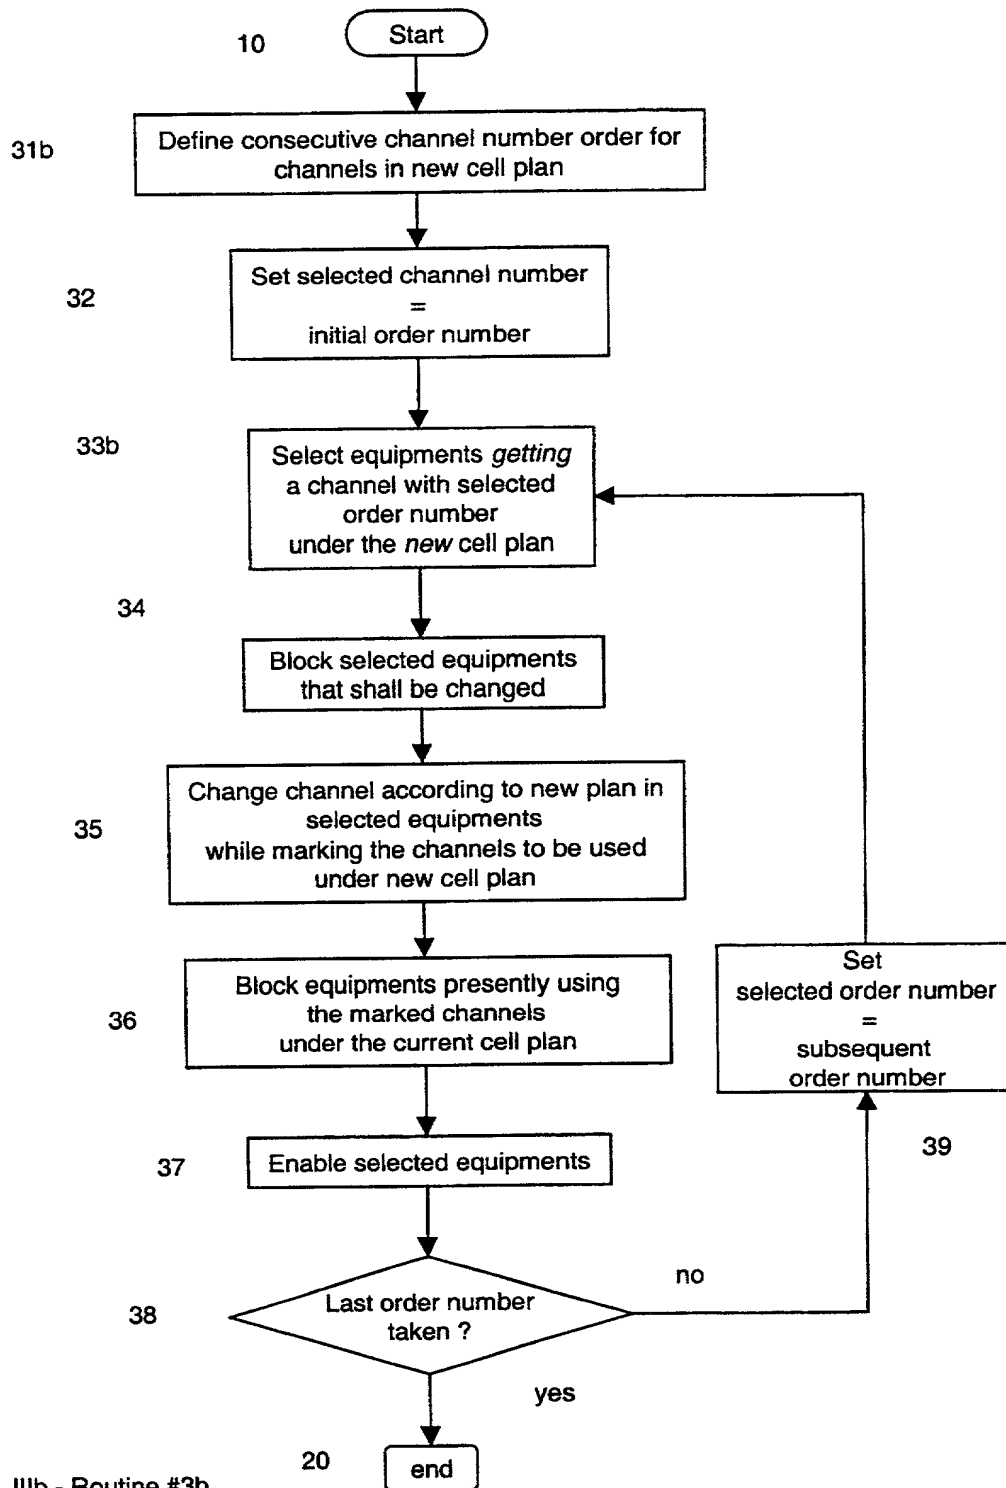 10
Start
31b
Define consecutive channel number order for
channels in new cell plan
32
Set selected channel number
=
initial order number
33b
Select equipments getting
a channel with selected
order number
under the new cell plan
34
Block selected equipments
that shall be changed
35
Change channel according to new plan in
selected equipments
while marking the channels to be used
under new cell plan
36
Block equipments presently using
the marked channels
under the current cell plan
Set
selected order number
=
subsequent
order number
39
37
Enable selected equipments
38
Last order number
taken ?
no
yes
20
end
IIIb - Routine #3b